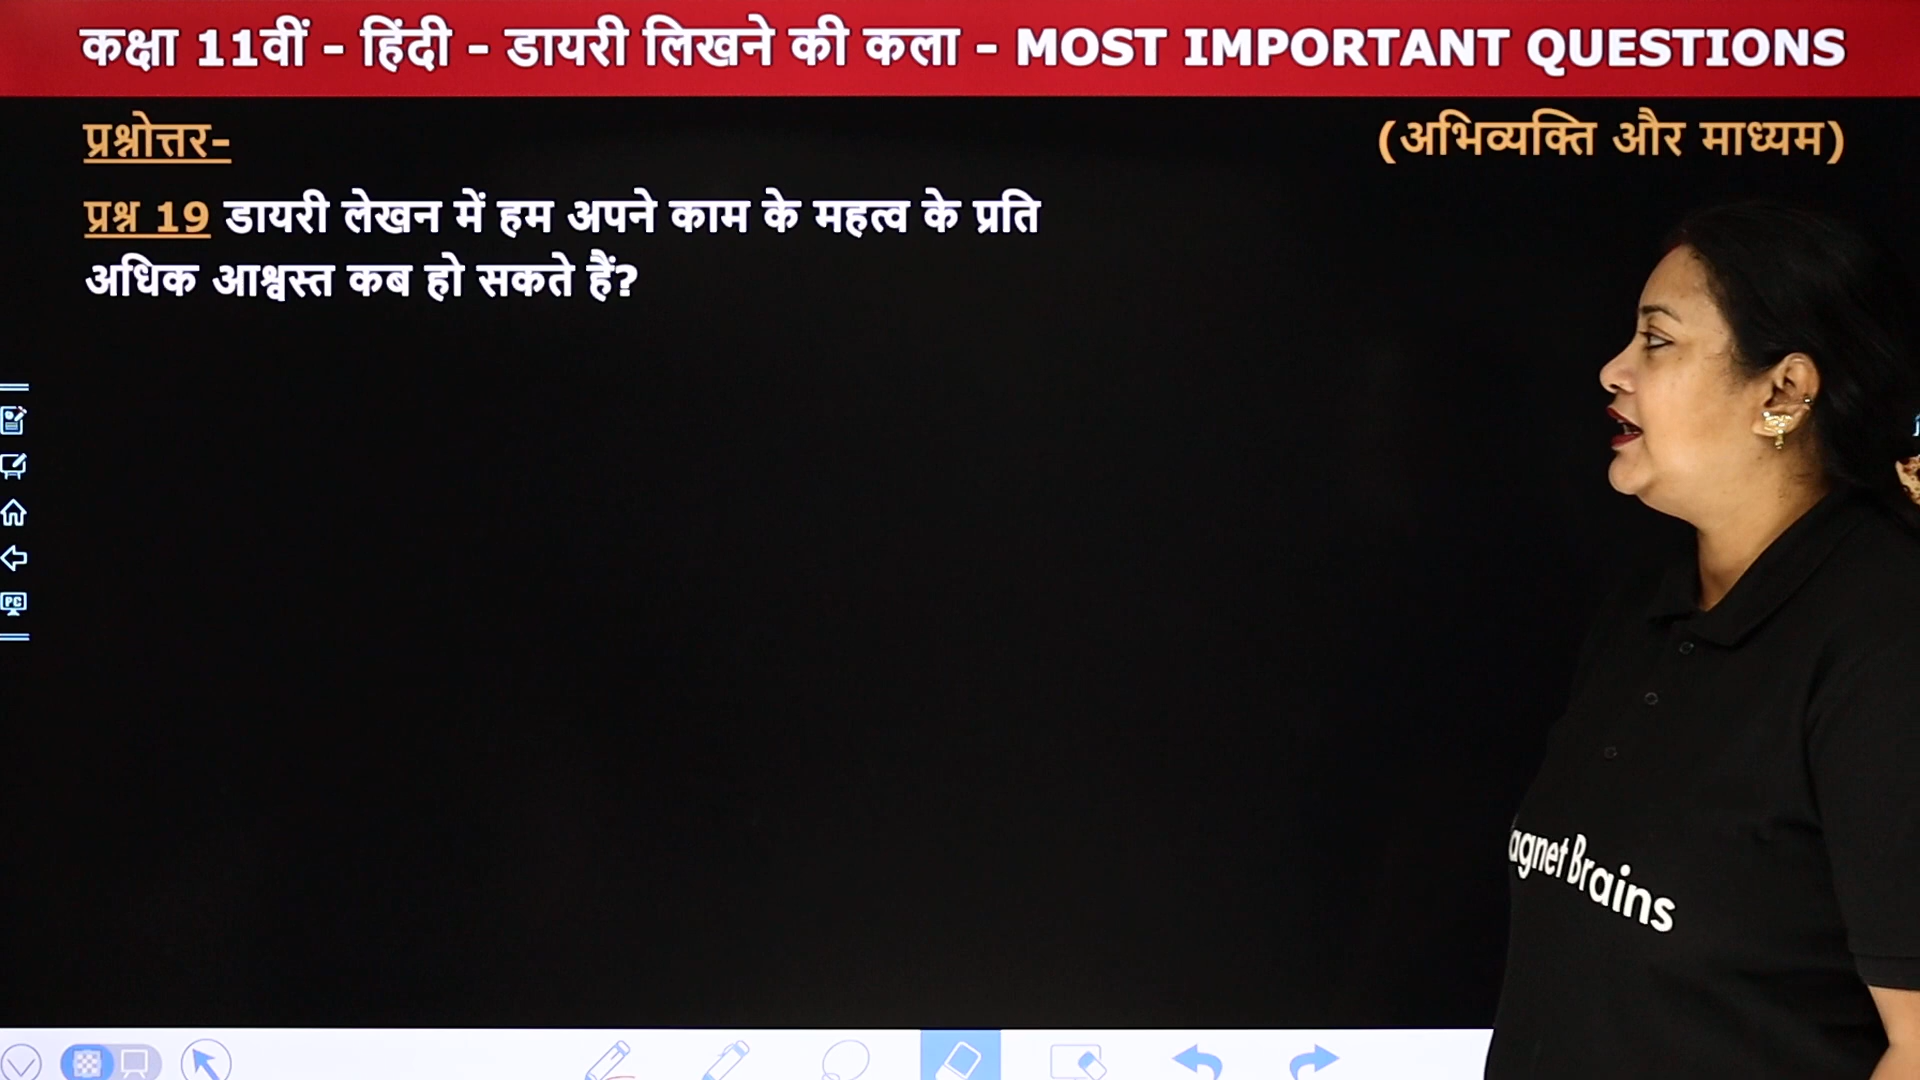 कक्षा 11वीं - हिंदी - डायरी लिखने की कला - MOST IMPORTANT QUESTIONS
प्रश्नोत्तर-
(अभिव्यक्ति और माध्यम)
प्रश्न 19 डायरी लेखन में हम अपने काम के महत्व के प्रति
अधिक आश्वस्त कब हो सकते हैं?
PC
agnet Brains